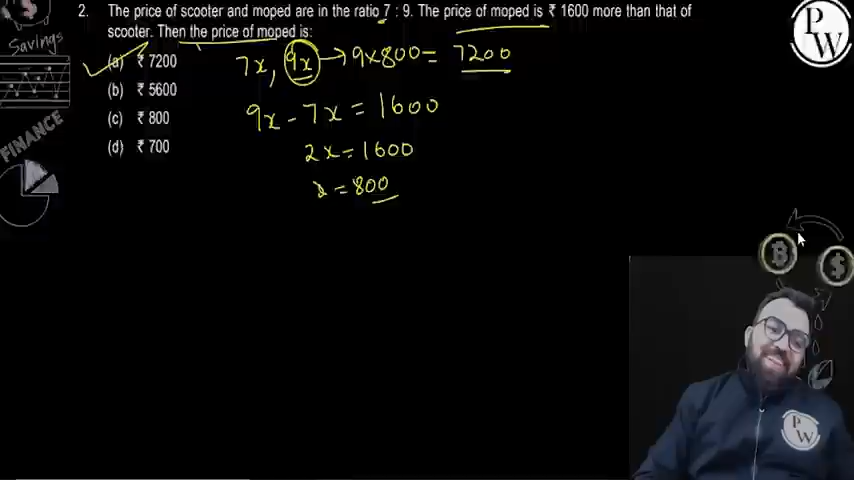 2. The price of scooter and moped are in the ratio 7 : 9. The price of moped is ₹ 1600 more than that of
scooter. Then the price of moped is:
(a) ₹ 7200
(b) ₹ 5600
(c) ₹ 800
(d) ₹ 700
7x, 9x → 9×800 = 7200
9x - 7x = 1600
2x = 1600
x = 800
Savings
FINANCE
P
W
B
$
P
W